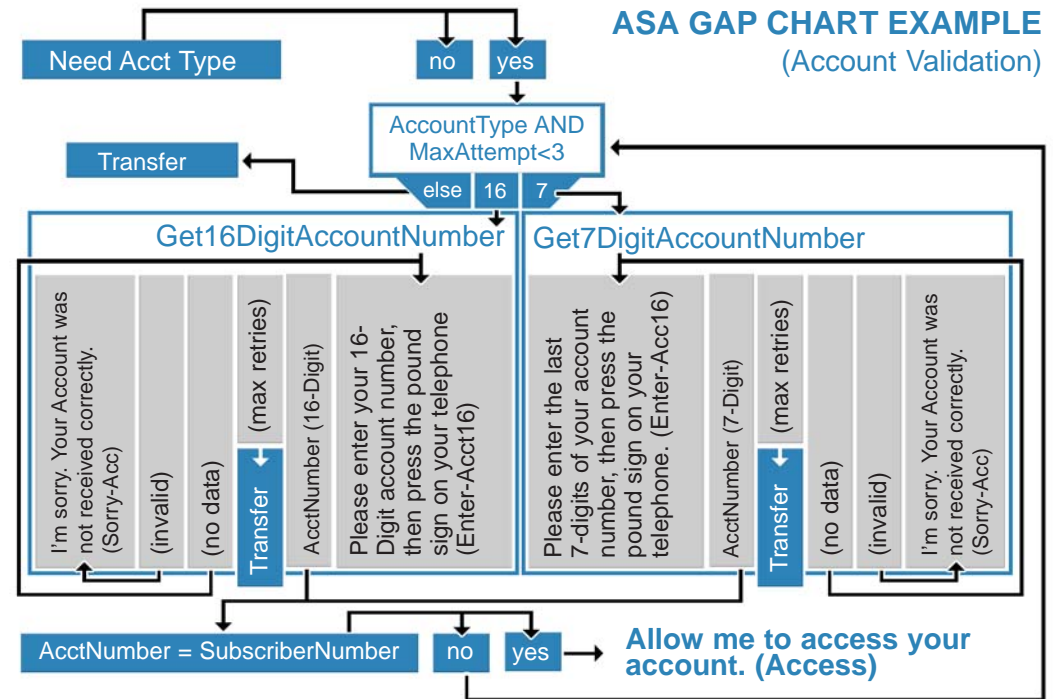 ASA GAP CHART EXAMPLE
(Account Validation)
Need Acct Type
no
yes
AccountType AND
MaxAttempt<3
Transfer
else
16
7
Get16DigitAccountNumber
I'm sorry. Your Account was
not received correctly.
(Sorry-Acc)
(invalid)
(no data)
(max retries)
Transfer
AcctNumber (16-Digit)
Please enter your 16-
Digit account number,
then press the pound
sign on your telephone
(Enter-Acct16)
Get7DigitAccountNumber
Please enter the last
7-digits of your account
number, then press the
pound sign on your
telephone. (Enter-Acc16)
AcctNumber (7-Digit)
(max retries)
Transfer
(no data)
(invalid)
I'm sorry. Your Account was
not received correctly.
(Sorry-Acc)
AcctNumber = SubscriberNumber
no
yes
Allow me to access your
account. (Access)